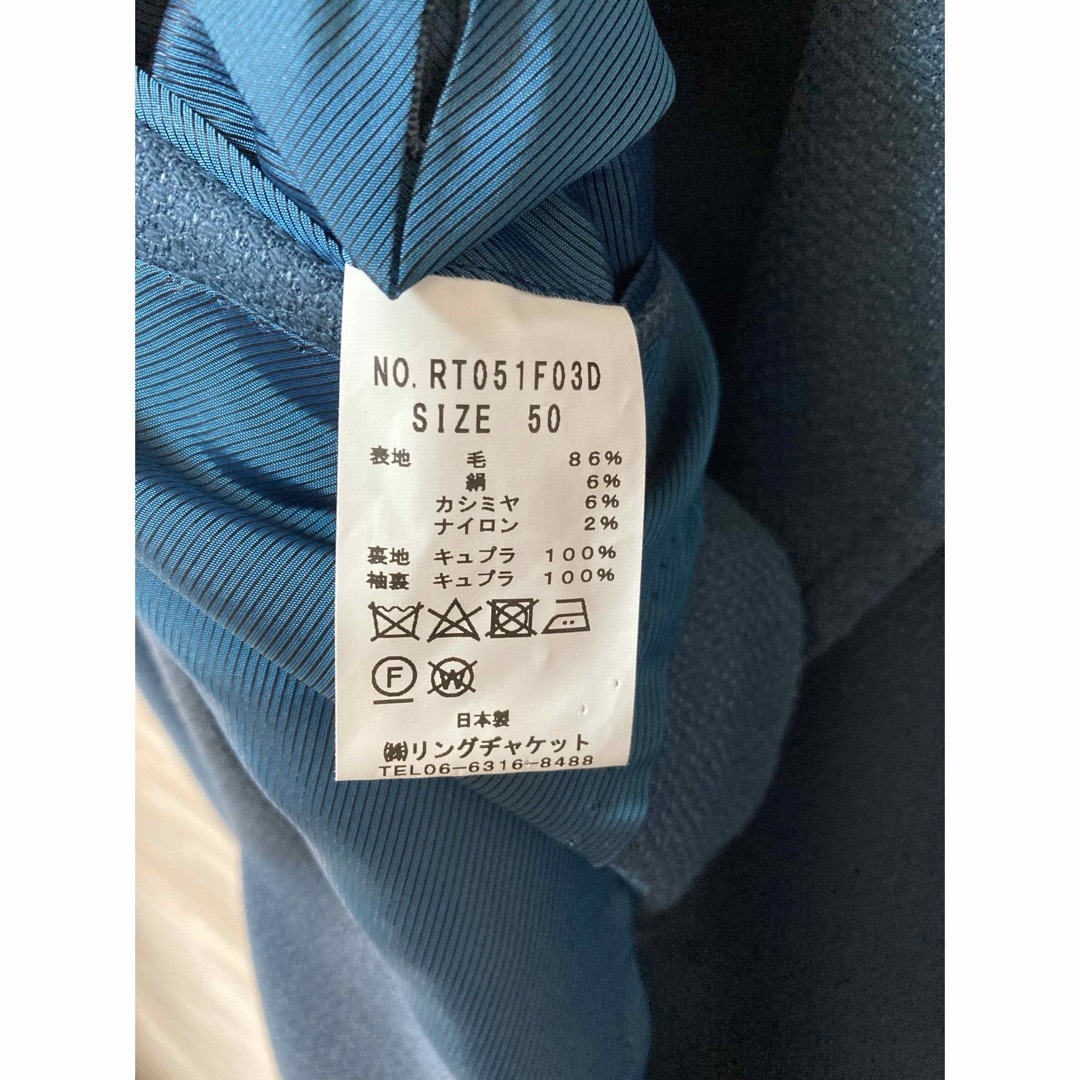 NO. RT051F03D
SIZE 50
表地 毛 86%
絹 6%
カシミヤ 6%
ナイロン 2%
裏地 キュプラ 100%
袖裏 キュプラ 100%
F W
日本製
㈱リングヂャケット
TEL06-6316-8488